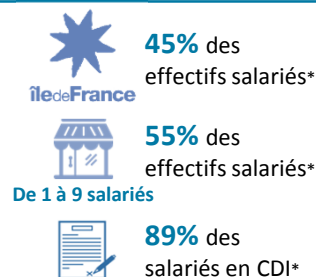 45% des
effectifs salariés*
îledeFrance
55% des
effectifs salariés*
De 1 à 9 salariés
89% des
salariés en CDI*